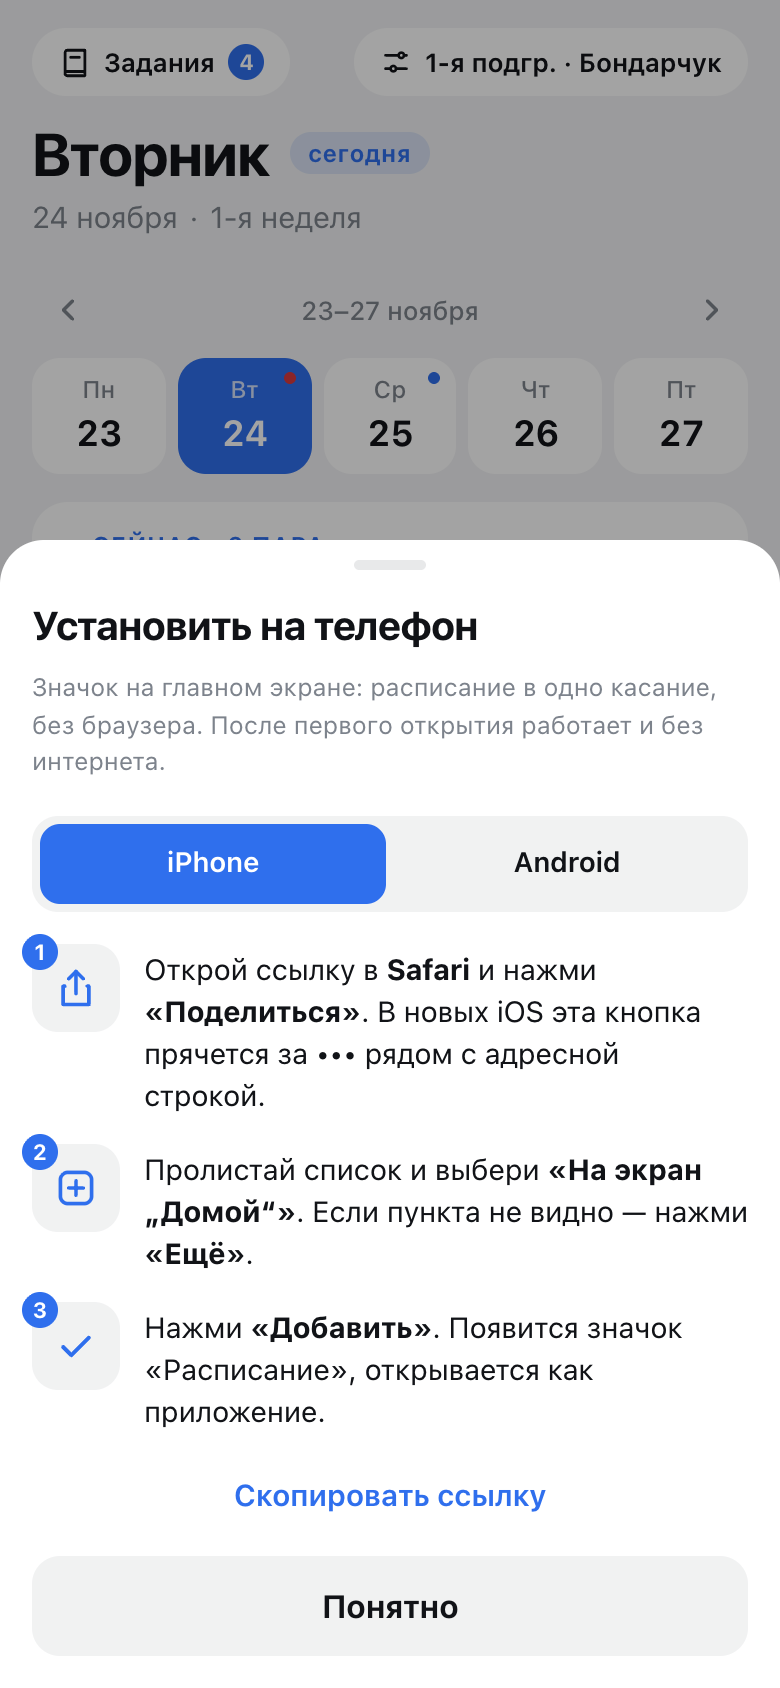 Задания 4
1-я подгр. · Бондарчук
Вторник сегодня
24 ноября · 1-я неделя
23–27 ноября
Пн Вт Ср Чт Пт
23 24 25 26 27
Установить на телефон
Значок на главном экране: расписание в одно касание,
без браузера. После первого открытия работает и без
интернета.
iPhone Android
1
Открой ссылку в Safari и нажми
«Поделиться». В новых iOS эта кнопка
прячется за ••• рядом с адресной
строкой.
2
Пролистай список и выбери «На экран
„Домой“». Если пункта не видно — нажми
«Ещё».
3
Нажми «Добавить». Появится значок
«Расписание», открывается как
приложение.
Скопировать ссылку
Понятно